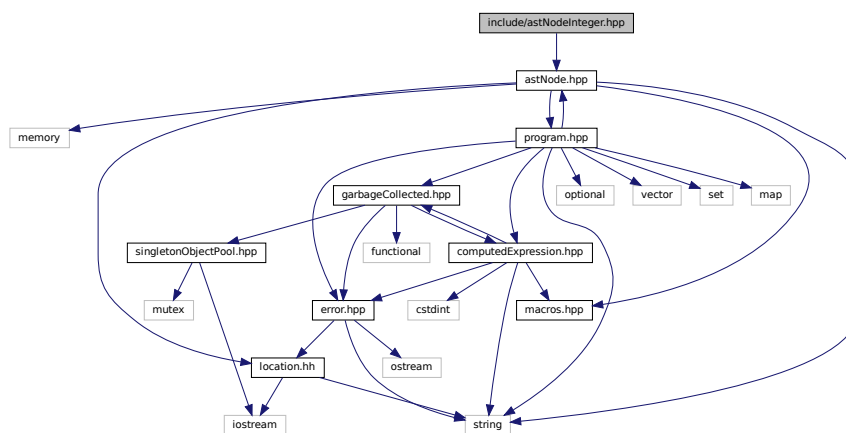 include/astNodeInteger.hpp
astNode.hpp
memory
program.hpp
garbageCollected.hpp
optional
vector
set
map
singletonObjectPool.hpp
functional
computedExpression.hpp
mutex
error.hpp
cstdint
macros.hpp
location.hh
ostream
iostream
string